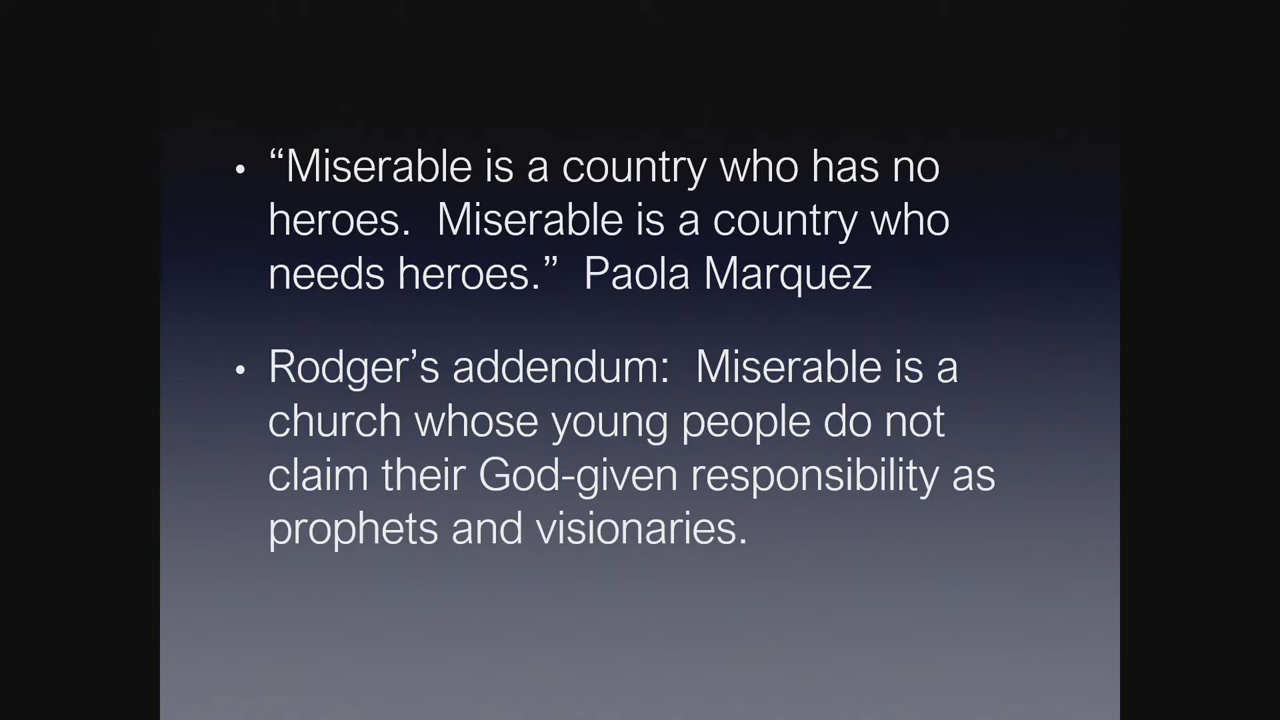 • “Miserable is a country who has no
heroes.  Miserable is a country who
needs heroes.”  Paola Marquez
• Rodger’s addendum:  Miserable is a
church whose young people do not
claim their God-given responsibility as
prophets and visionaries.